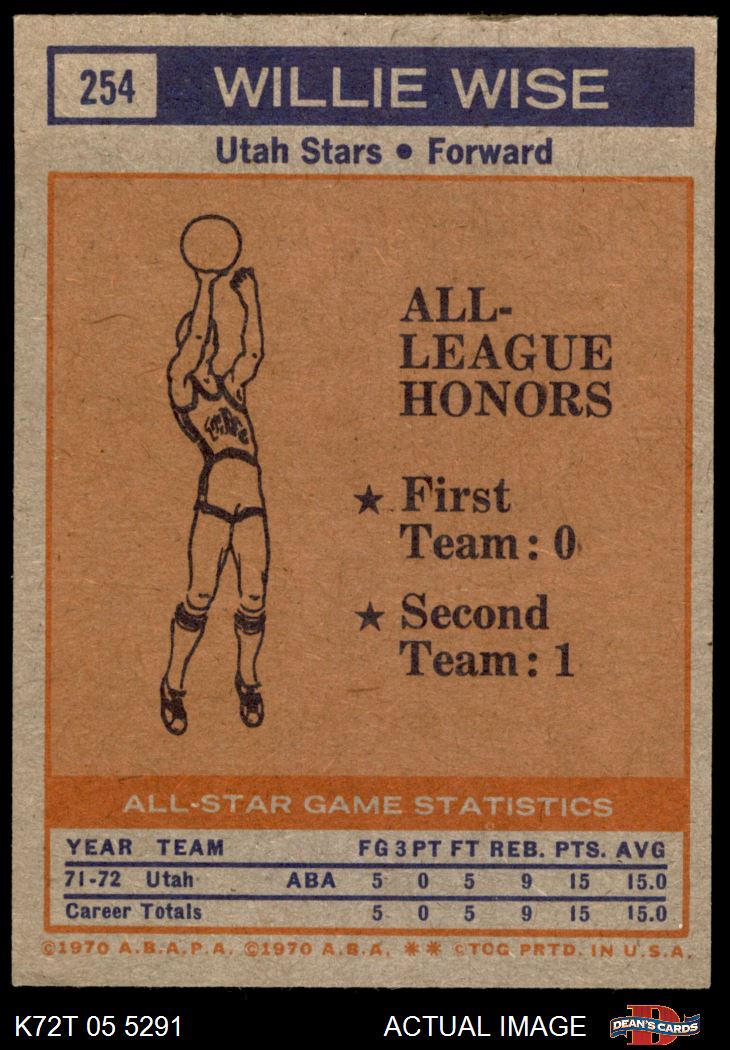 254 WILLIE WISE
Utah Stars • Forward
ALL-
LEAGUE
HONORS
★ First
Team: 0
★ Second
Team: 1
ALL-STAR GAME STATISTICS
YEAR TEAM FG 3PT FT REB. PTS. AVG
71-72 Utah ABA 5 0 5 9 15 15.0
Career Totals 5 0 5 9 15 15.0
©1970 A.B.A.P.A. ©1970 A.B.A. ** ©TCG PRTD. IN U.S.A.
K72T 05 5291 ACTUAL IMAGE DEAN'S CARDS